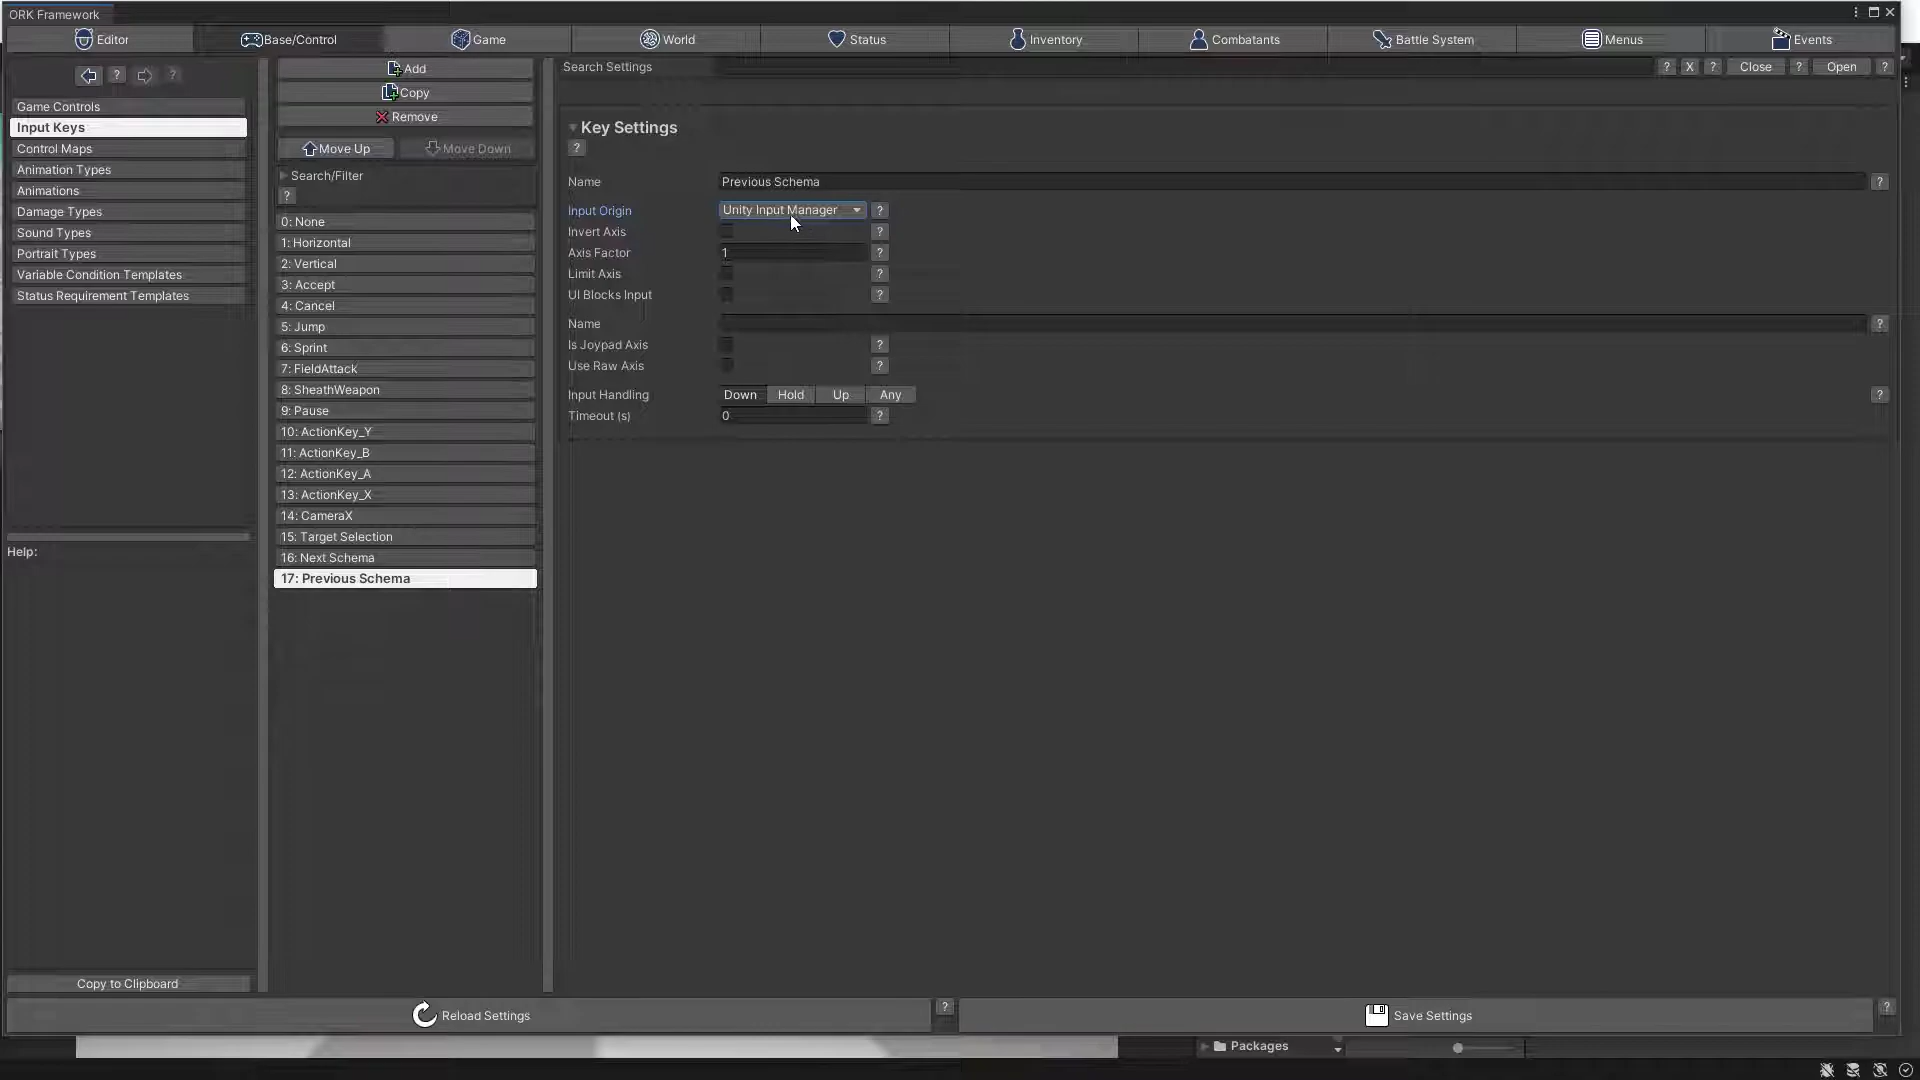 ORK Framework
Editor
Base/Control
Game
World
Status
Inventory
Combatants
Battle System
Menus
Events
?
?
Game Controls
Input Keys
Control Maps
Animation Types
Animations
Damage Types
Sound Types
Portrait Types
Variable Condition Templates
Status Requirement Templates
Help:
Copy to Clipboard
Add
Copy
Remove
Move Up
Move Down
Search/Filter
?
0: None
1: Horizontal
2: Vertical
3: Accept
4: Cancel
5: Jump
6: Sprint
7: FieldAttack
8: SheathWeapon
9: Pause
10: ActionKey_Y
11: ActionKey_B
12: ActionKey_A
13: ActionKey_X
14: CameraX
15: Target Selection
16: Next Schema
17: Previous Schema
Search Settings
?
X
?
Close
?
Open
?
Key Settings
?
Name Previous Schema ?
Input Origin Unity Input Manager ?
Invert Axis ?
Axis Factor 1 ?
Limit Axis ?
UI Blocks Input ?
Name ?
Is Joypad Axis ?
Use Raw Axis ?
Input Handling Down Hold Up Any ?
Timeout (s) 0 ?
Reload Settings
?
Save Settings
?
Packages